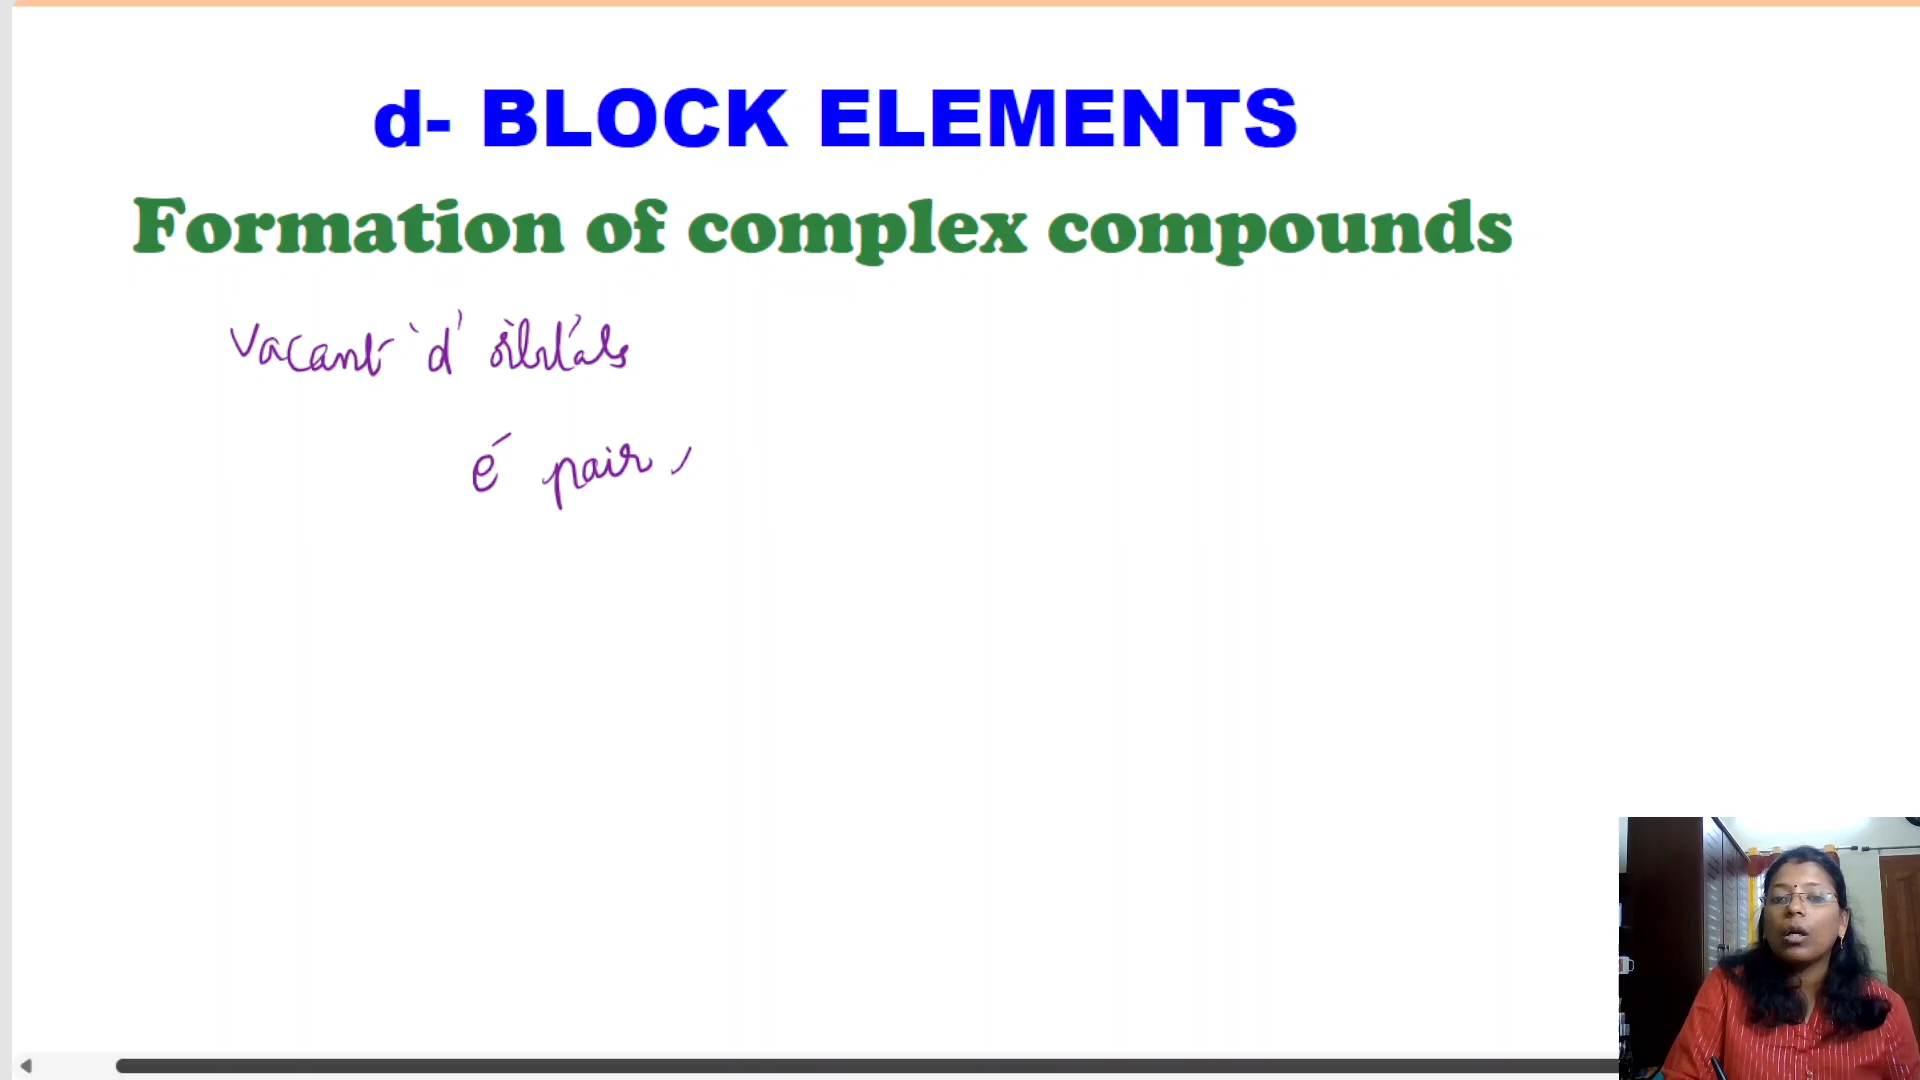 d- BLOCK ELEMENTS
Formation of complex compounds
Vacant 'd' orbitals
e⁻ pair,